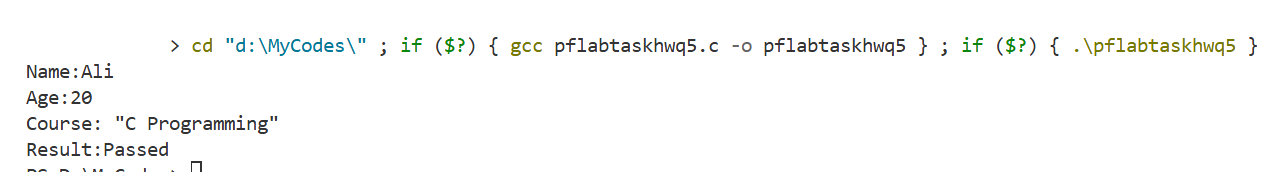 > cd "d:\MyCodes\" ; if ($?) { gcc pflabtaskhwq5.c -o pflabtaskhwq5 } ; if ($?) { .\pflabtaskhwq5 }
Name:Ali
Age:20
Course: "C Programming"
Result:Passed